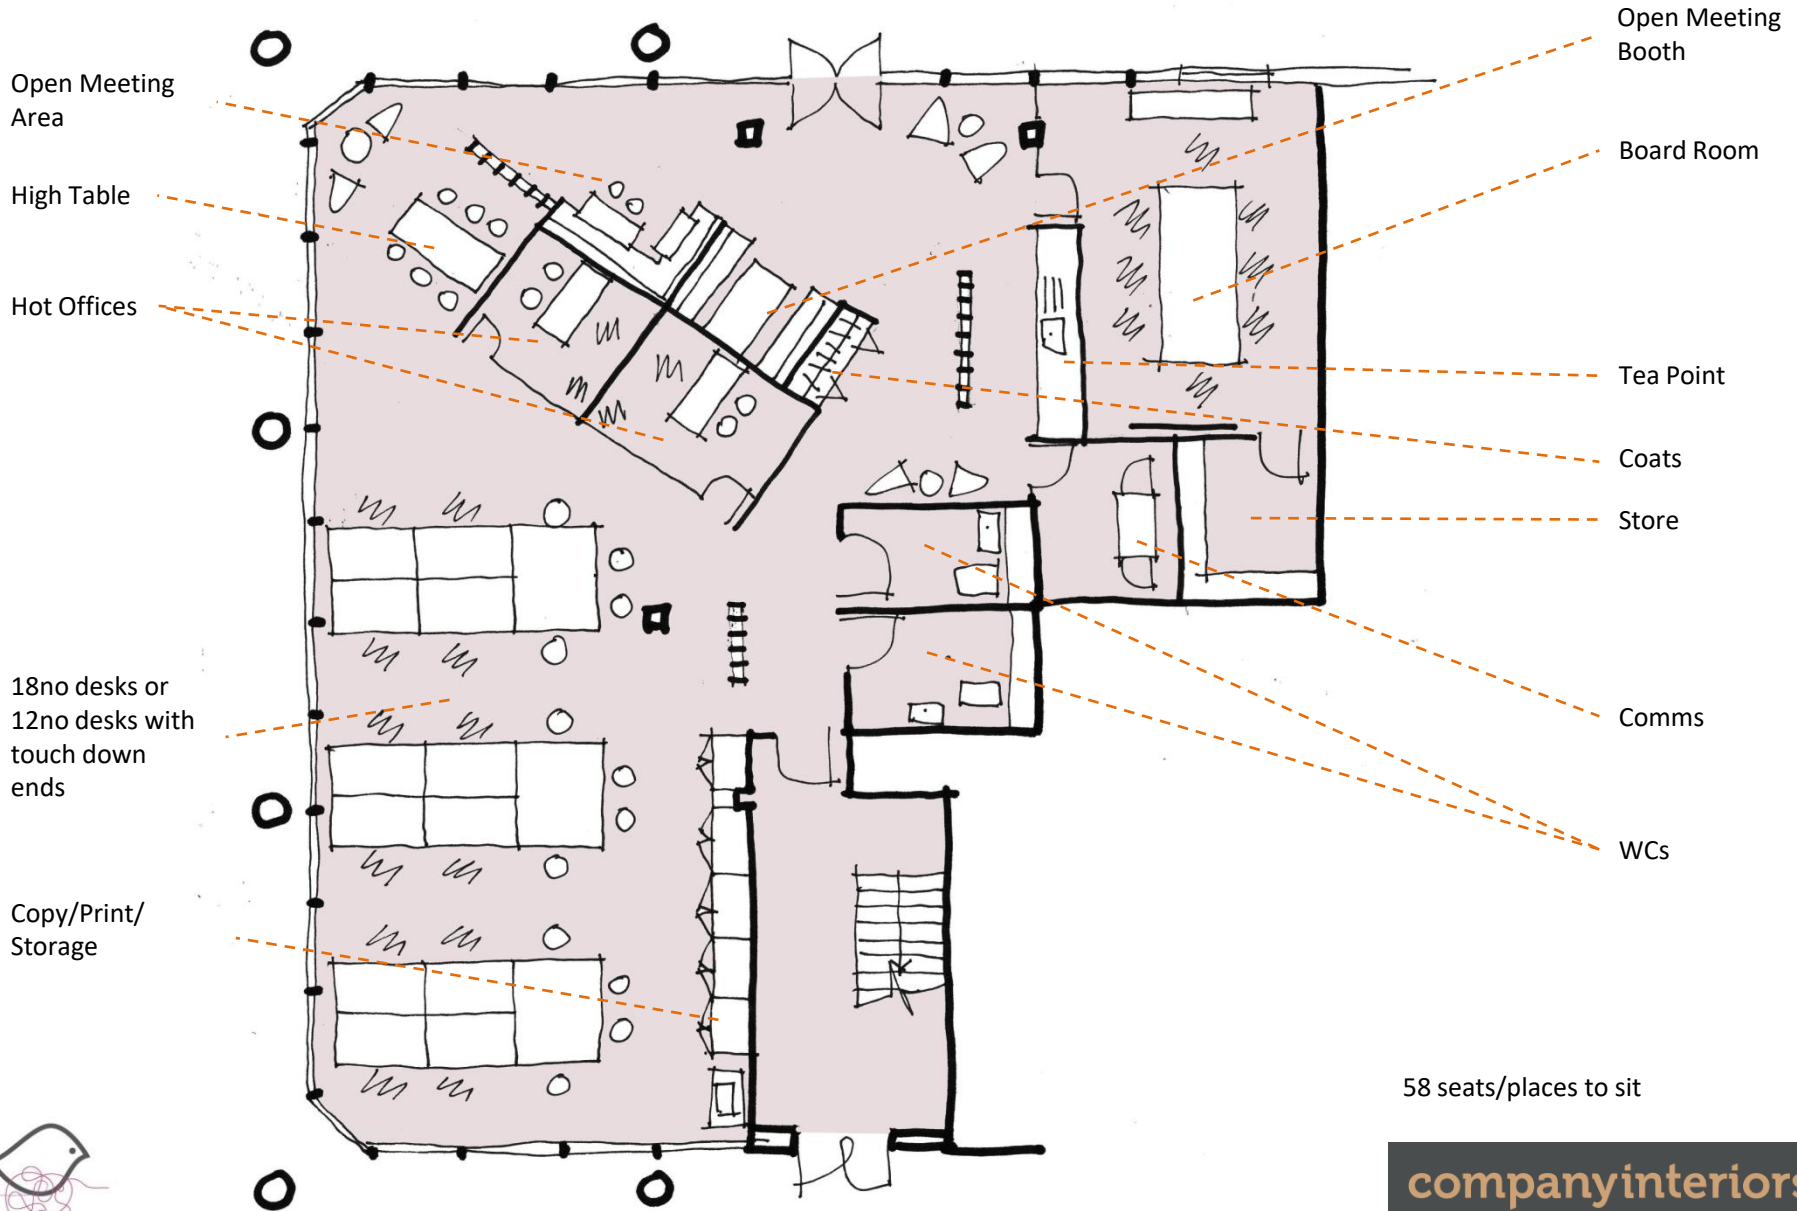 Open Meeting
Area
High Table
Hot Offices
18no desks or
12no desks with
touch down
ends
Copy/Print/
Storage
Open Meeting
Booth
Board Room
Tea Point
Coats
Store
Comms
WCs
58 seats/places to sit
companyinteriors